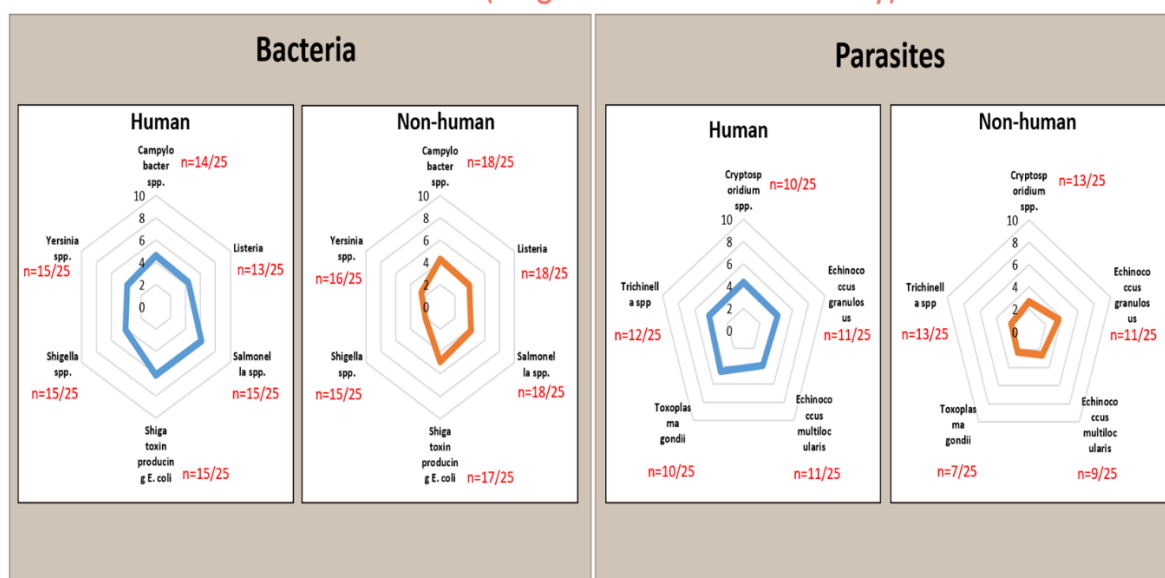 Bacteria
Human
Campylo
bacter
spp.
n=14/25
10
8
6
4
2
0
Listeria
n=13/25
Salmonel
la spp.
n=15/25
Shiga
toxin
producin
g E. coli
n=15/25
Shigella
spp.
n=15/25
Yersinia
spp.
n=15/25
Non-human
Campylo
bacter
spp.
n=18/25
10
8
6
4
2
0
Listeria
n=18/25
Salmonel
la spp.
n=18/25
Shiga
toxin
producin
g E. coli
n=17/25
Shigella
spp.
n=15/25
Yersinia
spp.
n=16/25
Parasites
Human
Cryptosp
oridium
spp.
n=10/25
10
8
6
4
2
0
Echinoco
ccus
granulos
us
n=11/25
Echinoco
ccus
multiloc
ularis
n=11/25
Toxoplas
ma
gondii
n=10/25
Trichinell
a spp
n=12/25
Non-human
Cryptosp
oridium
spp.
n=13/25
10
8
6
4
2
0
Echinoco
ccus
granulos
us
n=11/25
Echinoco
ccus
multiloc
ularis
n=9/25
Toxoplas
ma
gondii
n=7/25
Trichinell
a spp
n=13/25